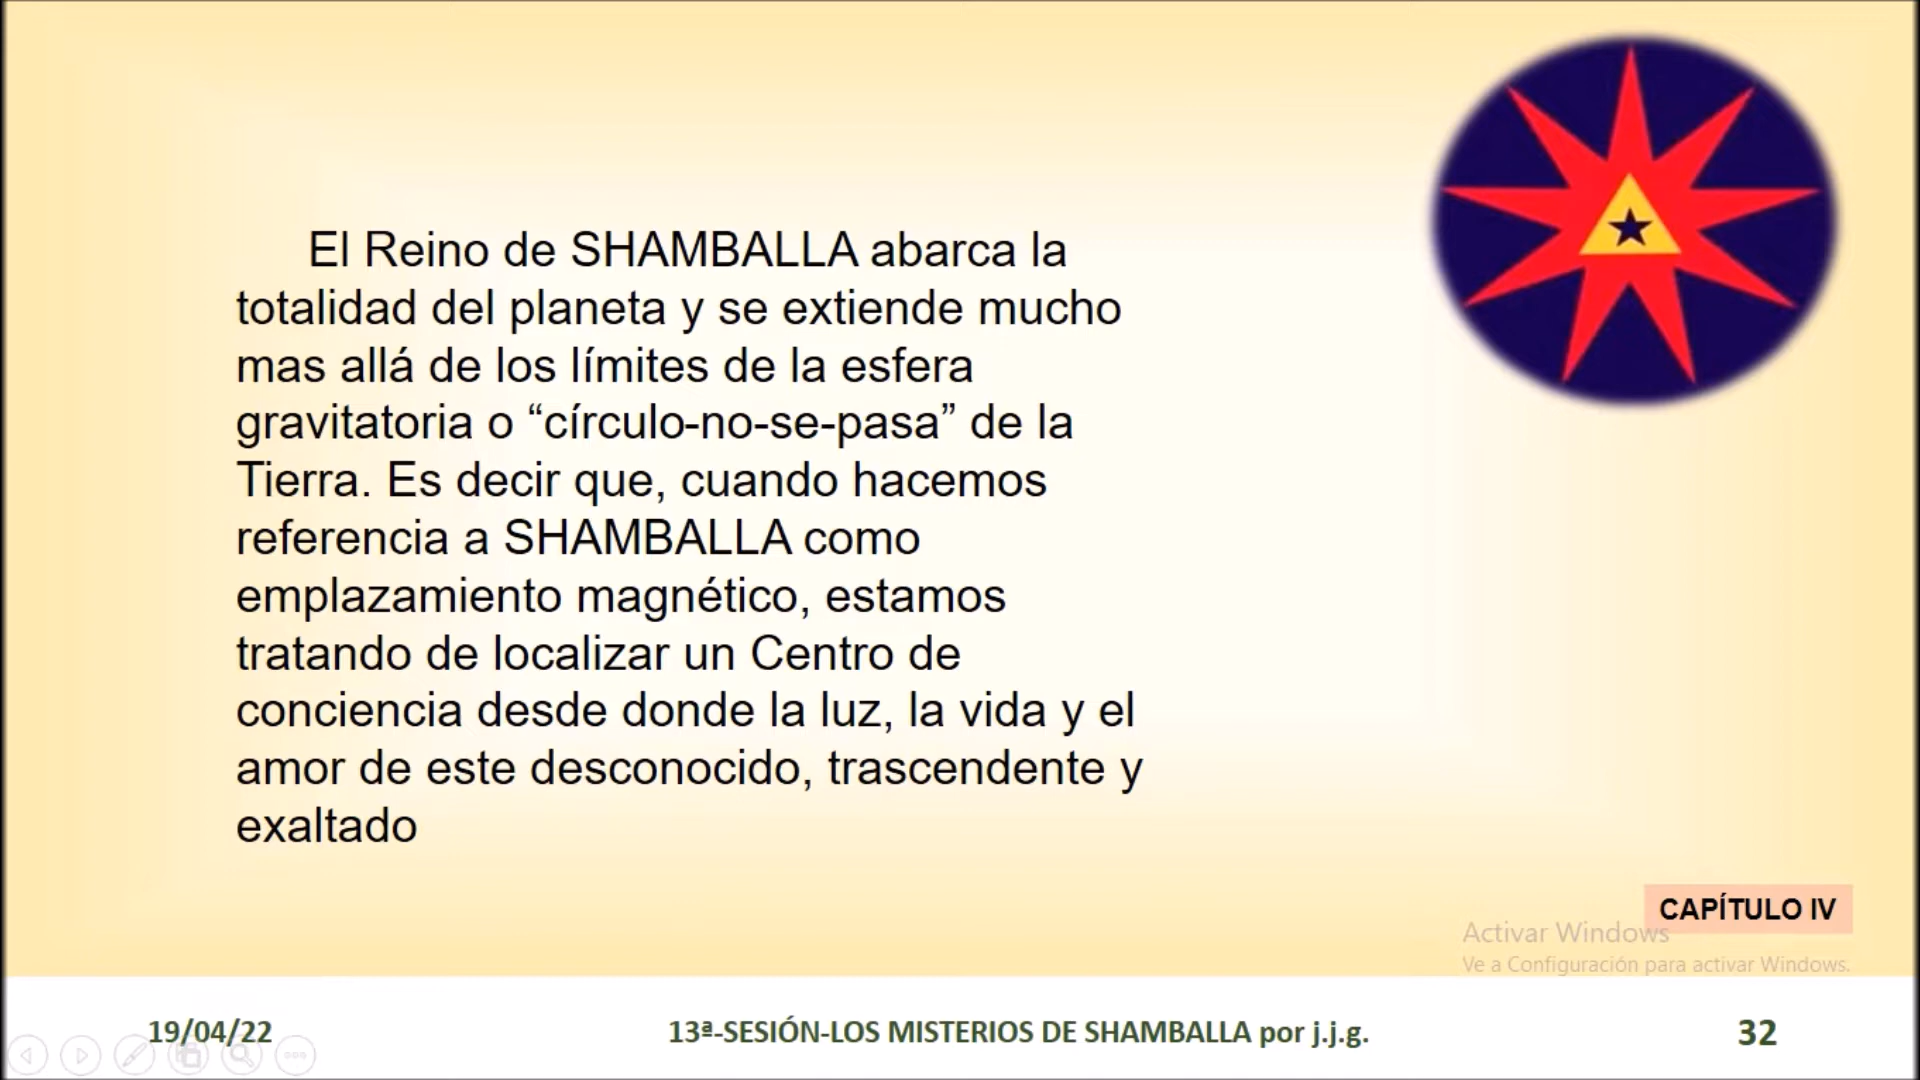 El Reino de SHAMBALLA abarca la
totalidad del planeta y se extiende mucho
mas allá de los límites de la esfera
gravitatoria o “círculo-no-se-pasa” de la
Tierra. Es decir que, cuando hacemos
referencia a SHAMBALLA como
emplazamiento magnético, estamos
tratando de localizar un Centro de
conciencia desde donde la luz, la vida y el
amor de este desconocido, trascendente y
exaltado
CAPÍTULO IV
Activar Windows
Ve a Configuración para activar Windows.
19/04/22
13ª-SESIÓN-LOS MISTERIOS DE SHAMBALLA por j.j.g.
32